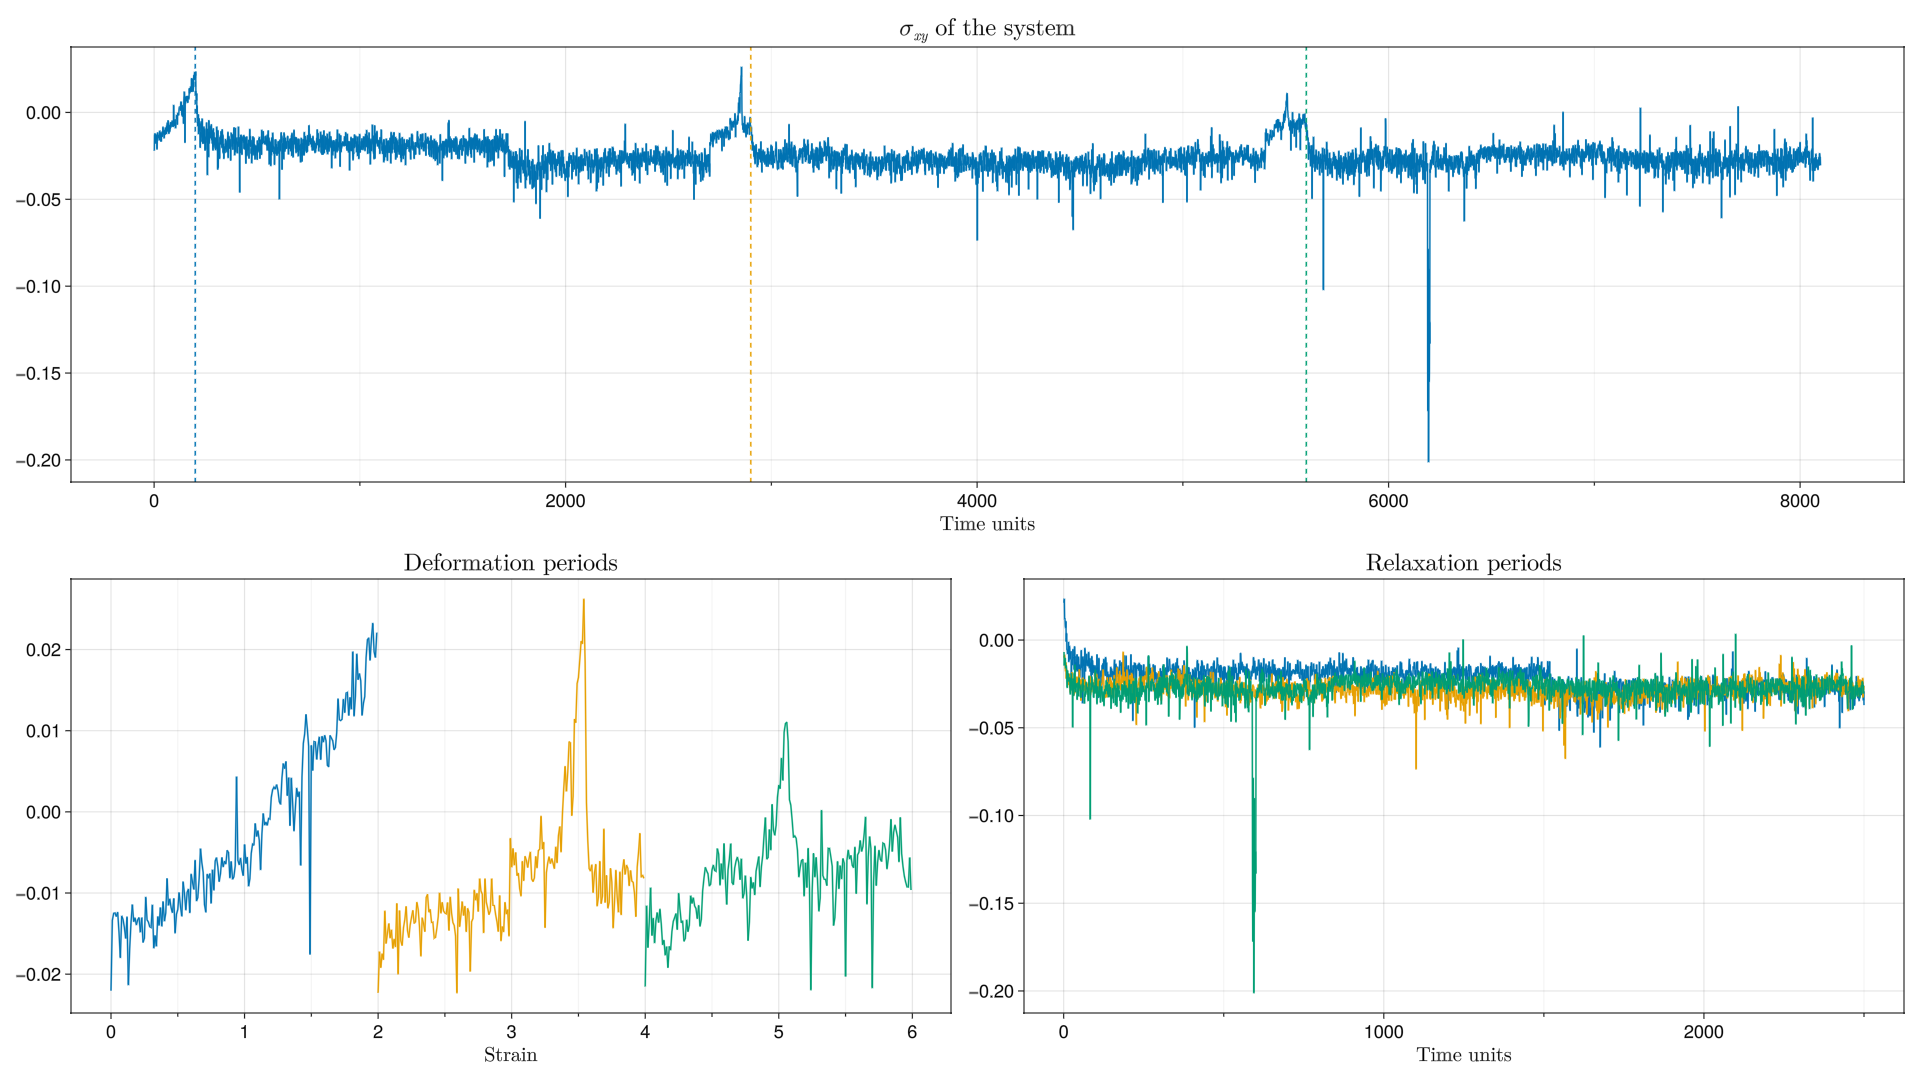 σxy of the system
0.00
−0.05
−0.10
−0.15
−0.20
0 2000 4000 6000 8000
Time units
Deformation periods
0.02
0.01
0.00
−0.01
−0.02
0 1 2 3 4 5 6
Strain
Relaxation periods
0.00
−0.05
−0.10
−0.15
−0.20
0 1000 2000
Time units